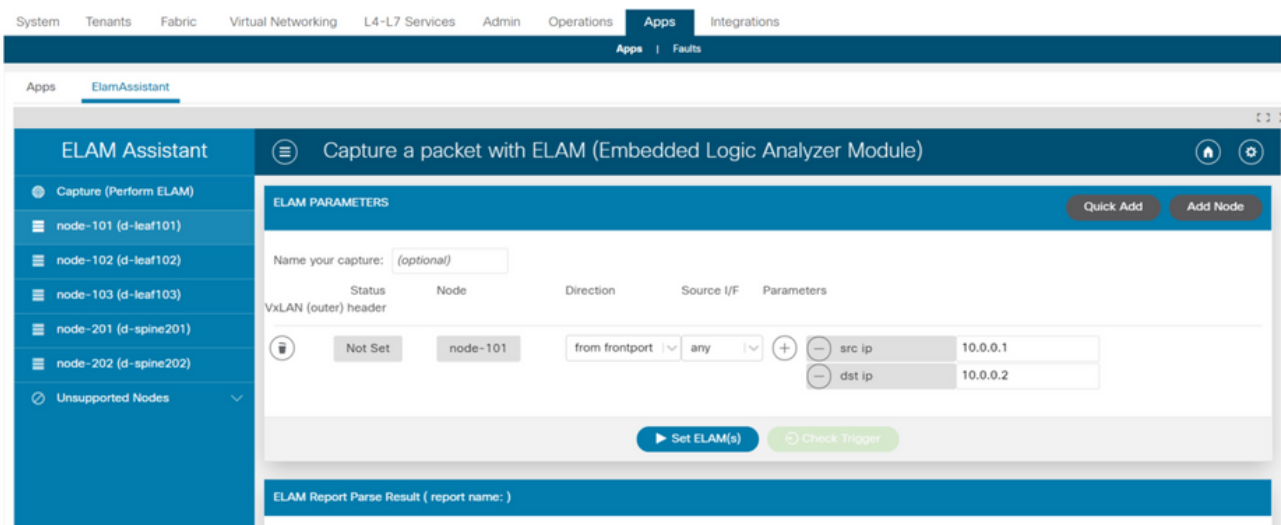 System Tenants Fabric Virtual Networking L4-L7 Services Admin Operations Apps Integrations
Apps | Faults
Apps ElamAssistant
ELAM Assistant
Capture a packet with ELAM (Embedded Logic Analyzer Module)
Capture (Perform ELAM)
node-101 (d-leaf101)
node-102 (d-leaf102)
node-103 (d-leaf103)
node-201 (d-spine201)
node-202 (d-spine202)
Unsupported Nodes
ELAM PARAMETERS
Quick Add Add Node
Name your capture: (optional)
Status Node Direction Source I/F Parameters
VxLAN (outer) header
Not Set node-101 from frontport any src ip 10.0.0.1
dst ip 10.0.0.2
Set ELAM(s) Check Trigger
ELAM Report Parse Result ( report name: )